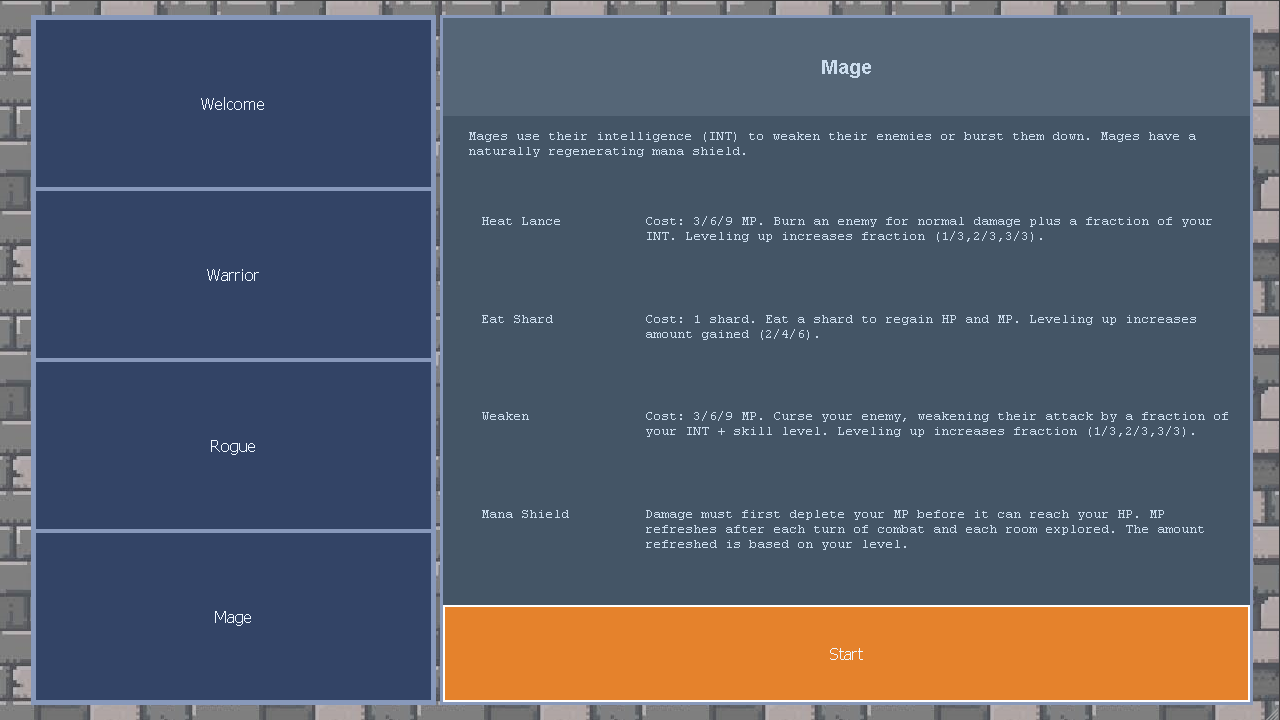 Welcome
Warrior
Rogue
Mage
Mage
Mages use their intelligence (INT) to weaken their enemies or burst them down. Mages have a
naturally regenerating mana shield.
Heat Lance
Cost: 3/6/9 MP. Burn an enemy for normal damage plus a fraction of your
INT. Leveling up increases fraction (1/3,2/3,3/3).
Eat Shard
Cost: 1 shard. Eat a shard to regain HP and MP. Leveling up increases
amount gained (2/4/6).
Weaken
Cost: 3/6/9 MP. Curse your enemy, weakening their attack by a fraction of
your INT + skill level. Leveling up increases fraction (1/3,2/3,3/3).
Mana Shield
Damage must first deplete your MP before it can reach your HP. MP
refreshes after each turn of combat and each room explored. The amount
refreshed is based on your level.
Start